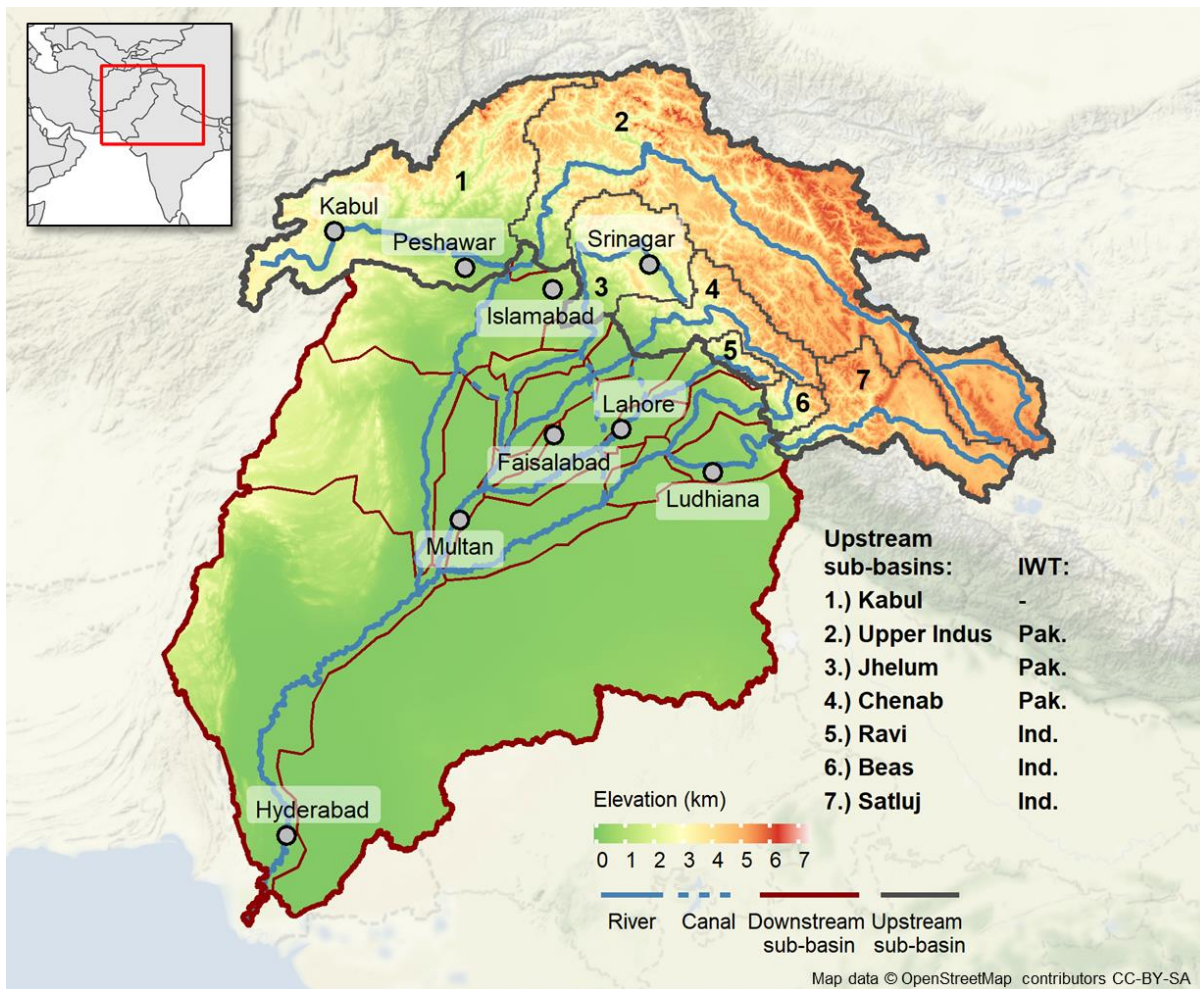 1
2
Kabul
Peshawar
Srinagar
3
4
Islamabad
5
7
6
Lahore
Faisalabad
Ludhiana
Multan
Hyderabad
Upstream
sub-basins: IWT:
1.) Kabul -
2.) Upper Indus Pak.
3.) Jhelum Pak.
4.) Chenab Pak.
5.) Ravi Ind.
6.) Beas Ind.
7.) Satluj Ind.
Elevation (km)
0 1 2 3 4 5 6 7
River Canal Downstream Upstream
sub-basin sub-basin
Map data © OpenStreetMap contributors CC-BY-SA